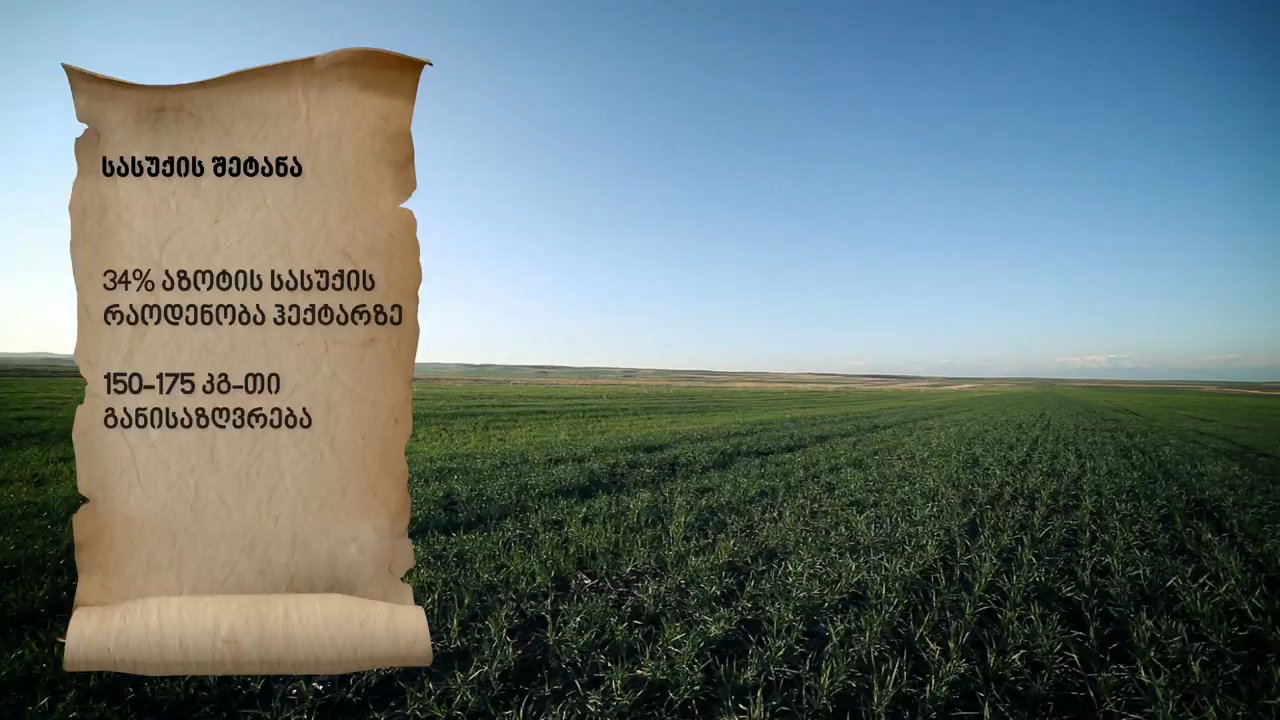 სასუქის შეტანა
34% აზოტის სასუქის
რაოდენობა ჰექტარზე
150-175 კგ-თი
განისაზღვრება